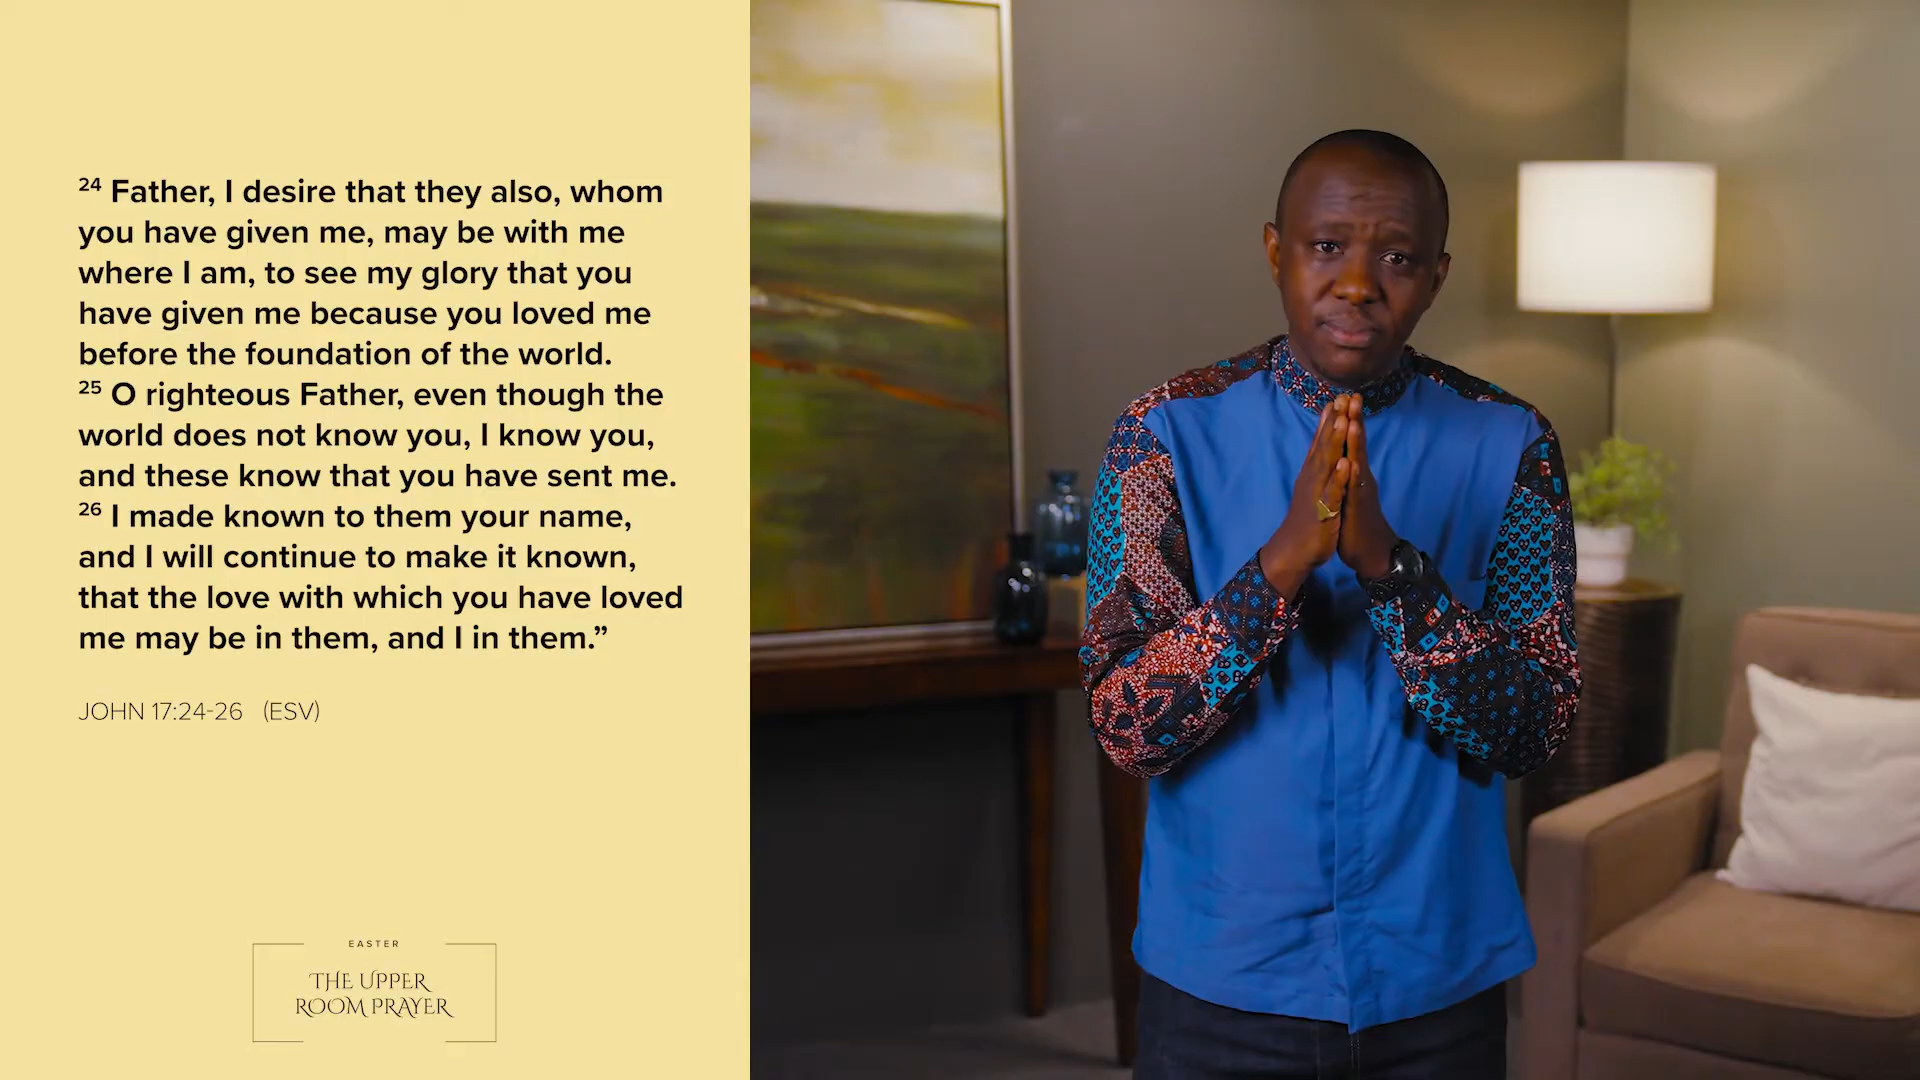 24 Father, I desire that they also, whom
you have given me, may be with me
where I am, to see my glory that you
have given me because you loved me
before the foundation of the world.
25 O righteous Father, even though the
world does not know you, I know you,
and these know that you have sent me.
26 I made known to them your name,
and I will continue to make it known,
that the love with which you have loved
me may be in them, and I in them.”
JOHN 17:24-26 (ESV)
EASTER
THE UPPER
ROOM PRAYER